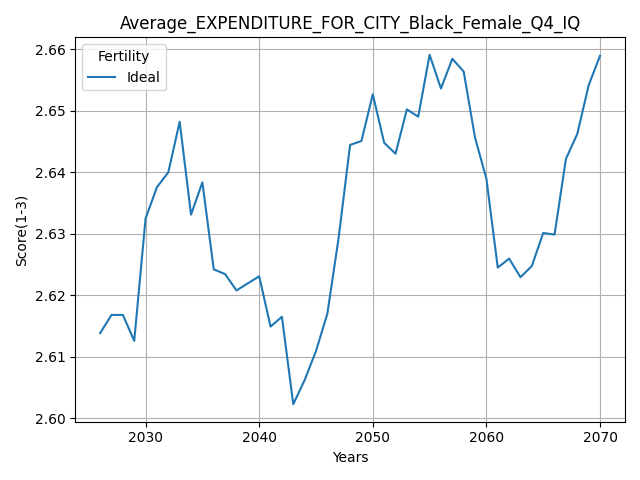 Average_EXPENDITURE_FOR_CITY_Black_Female_Q4_IQ
Fertility
Ideal
Score(1-3)
2.66
2.65
2.64
2.63
2.62
2.61
2.60
2030 2040 2050 2060 2070
Years